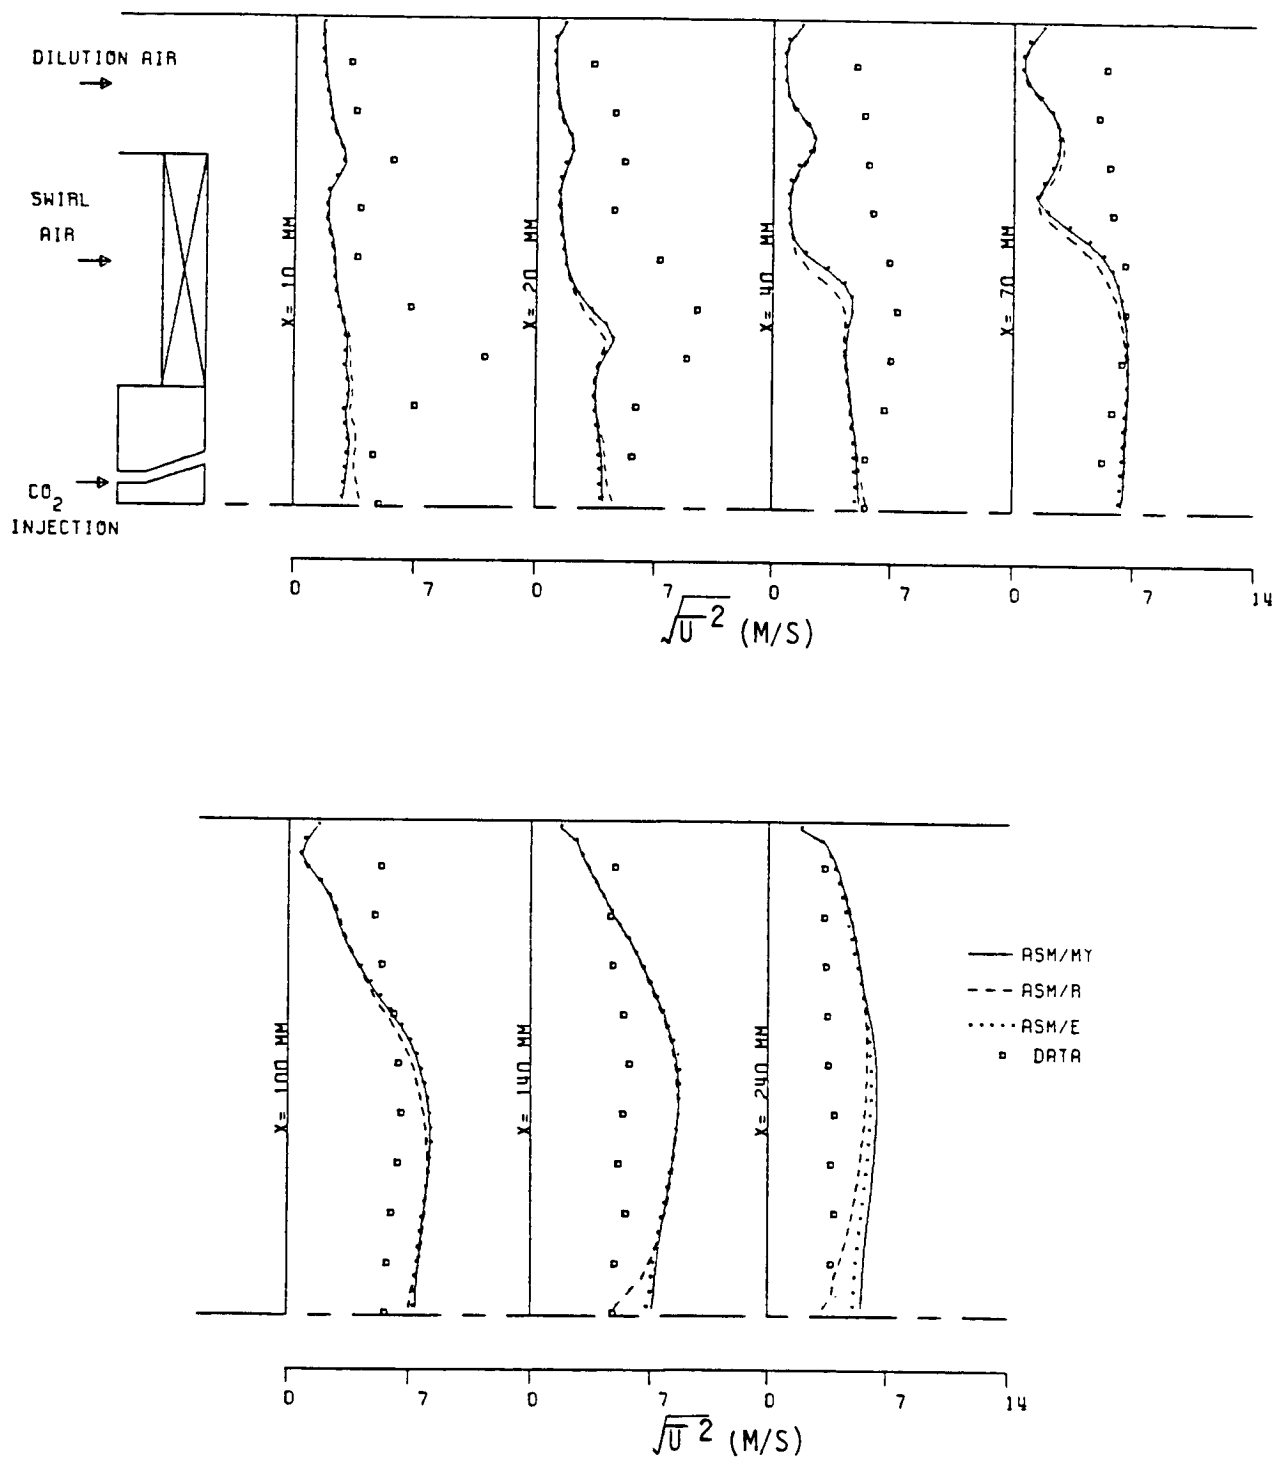 DILUTION AIR
SWIRL
AIR
CO2
INJECTION
X= 10 MM
X= 20 MM
X= 40 MM
X= 70 MM
0 7 0 7 0 7 0 7 14
√U̅² (M/S)
X= 100 MM
X= 140 MM
X= 240 MM
ASM/MY
ASM/R
ASM/E
DATA
0 7 0 7 0 7 14
√U̅² (M/S)